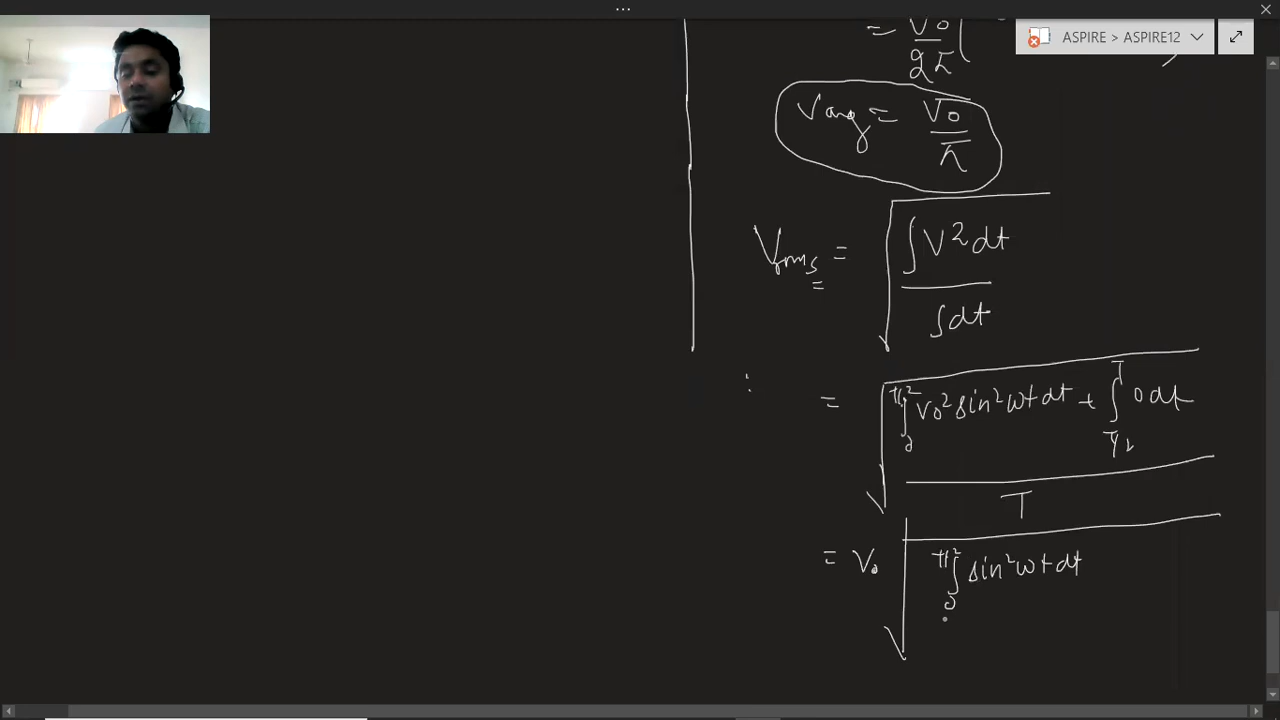 = V0/2π (
ASPIRE > ASPIRE12
Vavg = V0/π
Vrms = √(∫V²dt / ∫dt)
= √((∫₀^T/2 V0² sin²ωt dt + ∫_T/2^T 0 dt) / T)
= V0 √(∫₀^T/2 sin²ωt dt